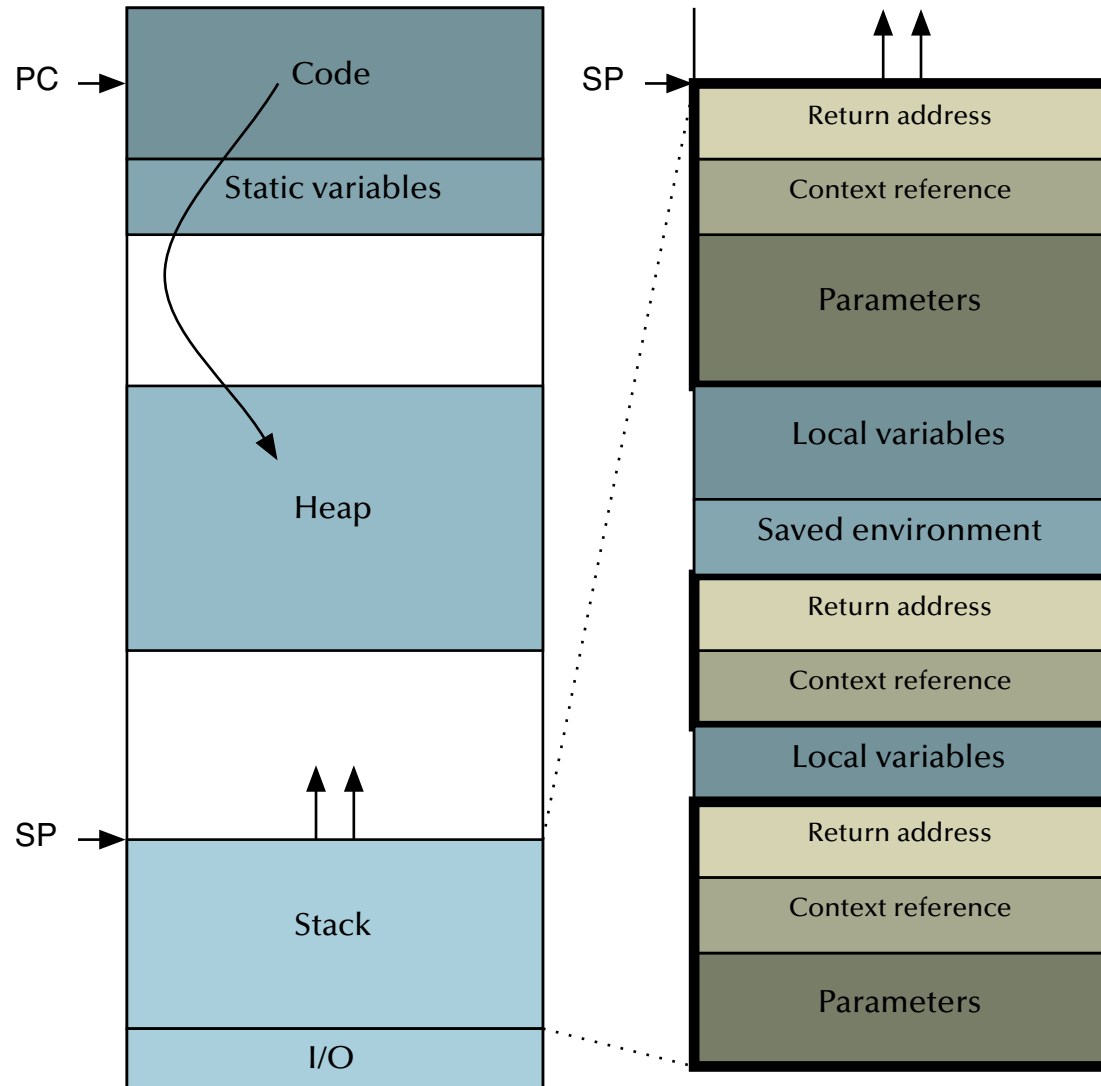 PC
Code
Static variables
Heap
SP
Stack
I/O
SP
Return address
Context reference
Parameters
Local variables
Saved environment
Return address
Context reference
Local variables
Return address
Context reference
Parameters